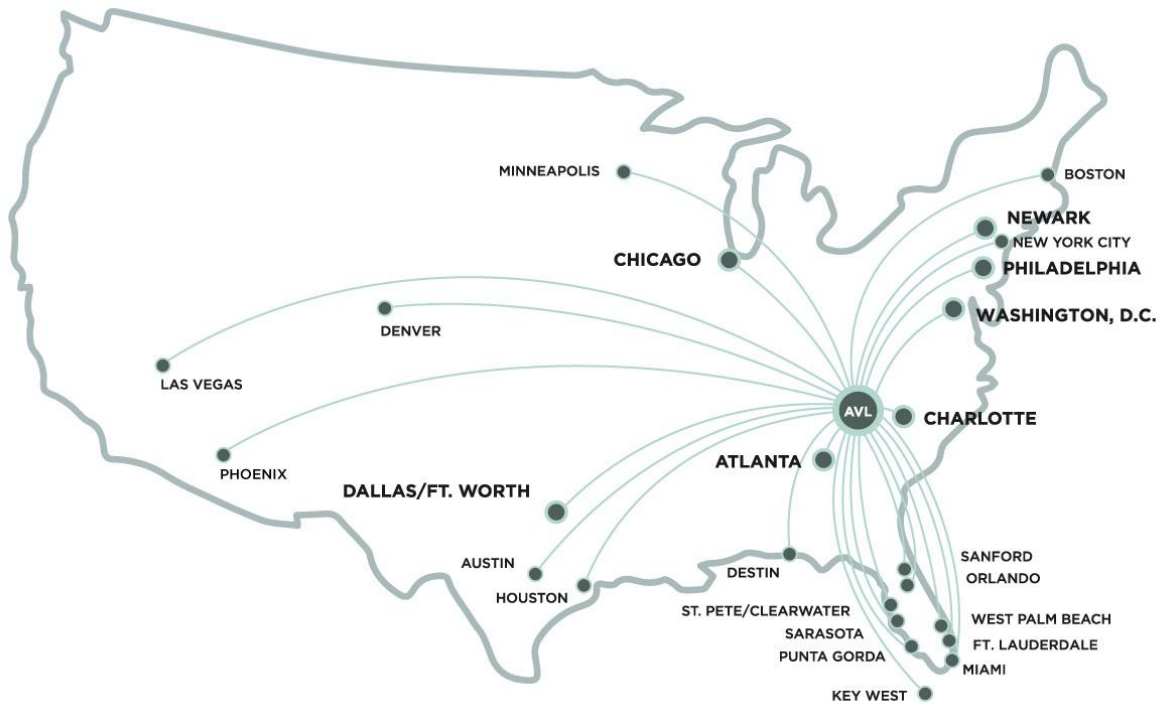 MINNEAPOLIS
BOSTON
NEWARK
NEW YORK CITY
CHICAGO
PHILADELPHIA
WASHINGTON, D.C.
DENVER
LAS VEGAS
AVL
CHARLOTTE
ATLANTA
PHOENIX
DALLAS/FT. WORTH
AUSTIN
HOUSTON
DESTIN
SANFORD
ORLANDO
ST. PETE/CLEARWATER
WEST PALM BEACH
SARASOTA
FT. LAUDERDALE
PUNTA GORDA
MIAMI
KEY WEST